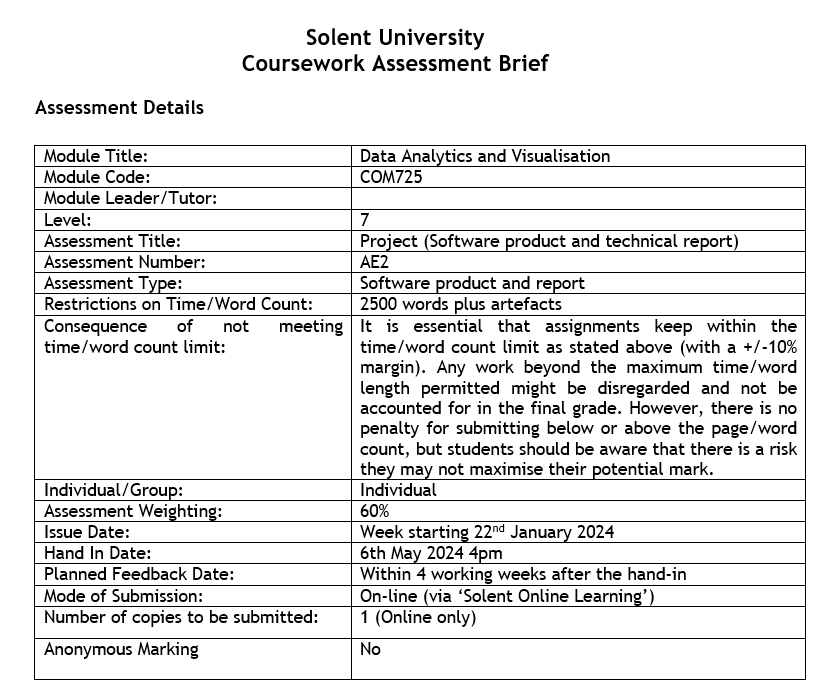 Solent University
Coursework Assessment Brief
Assessment Details
Module Title: Data Analytics and Visualisation
Module Code: COM725
Module Leader/Tutor:
Level: 7
Assessment Title: Project (Software product and technical report)
Assessment Number: AE2
Assessment Type: Software product and report
Restrictions on Time/Word Count: 2500 words plus artefacts
Consequence of not meeting
time/word count limit:
It is essential that assignments keep within the
time/word count limit as stated above (with a +/-10%
margin). Any work beyond the maximum time/word
length permitted might be disregarded and not be
accounted for in the final grade. However, there is no
penalty for submitting below or above the page/word
count, but students should be aware that there is a risk
they may not maximise their potential mark.
Individual/Group: Individual
Assessment Weighting: 60%
Issue Date: Week starting 22nd January 2024
Hand In Date: 6th May 2024 4pm
Planned Feedback Date: Within 4 working weeks after the hand-in
Mode of Submission: On-line (via ‘Solent Online Learning’)
Number of copies to be submitted: 1 (Online only)
Anonymous Marking No